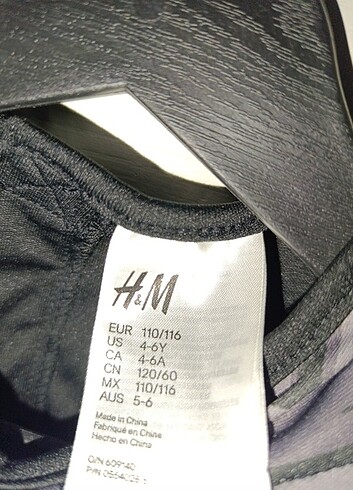 H&M
EUR 110/116
US 4-6Y
CA 4-6A
CN 120/60
MX 110/116
AUS 5-6
Made in China
Fabriqué en Chine
Hecho en China
O/N 609140
P/N